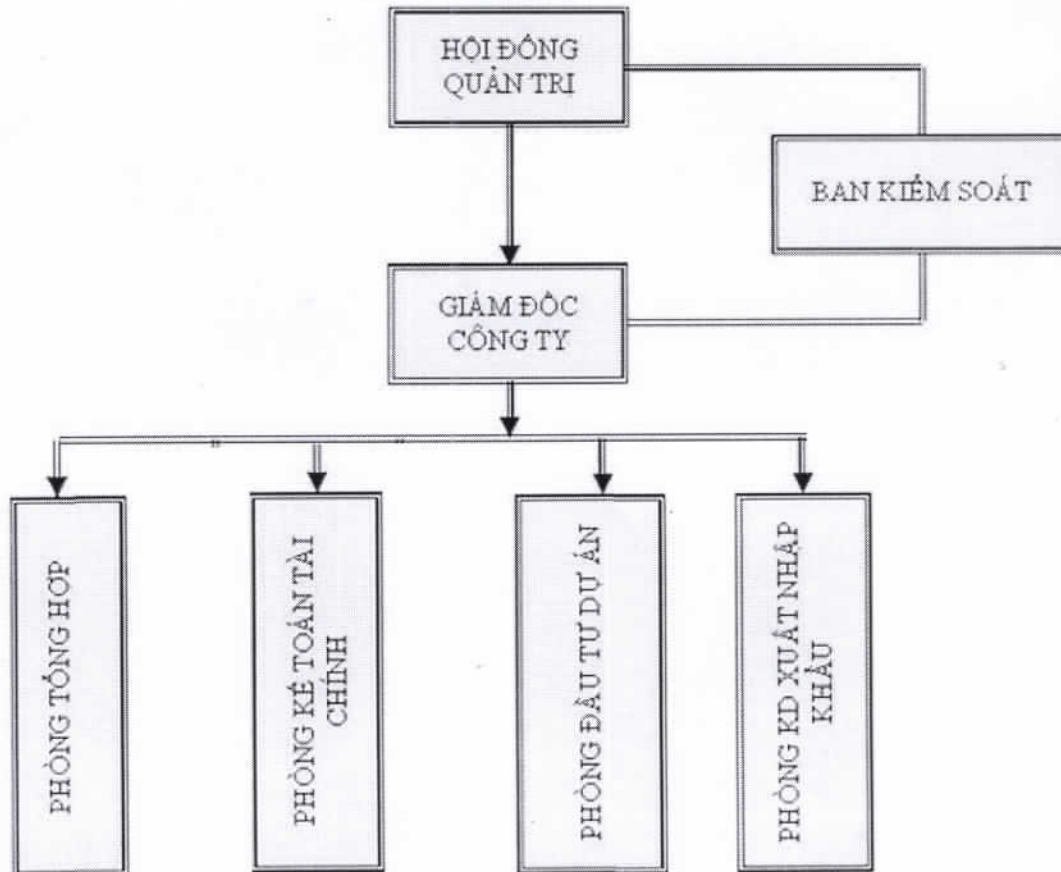 HỘI ĐỒNG
QUẢN TRỊ
BAN KIỂM SOÁT
GIÁM ĐỐC
CÔNG TY
PHÒNG TỔNG HỢP
PHÒNG KẾ TOÁN TÀI
CHÍNH
PHÒNG ĐẦU TƯ DỰ ÁN
PHÒNG KD XUẤT NHẬP
KHẨU